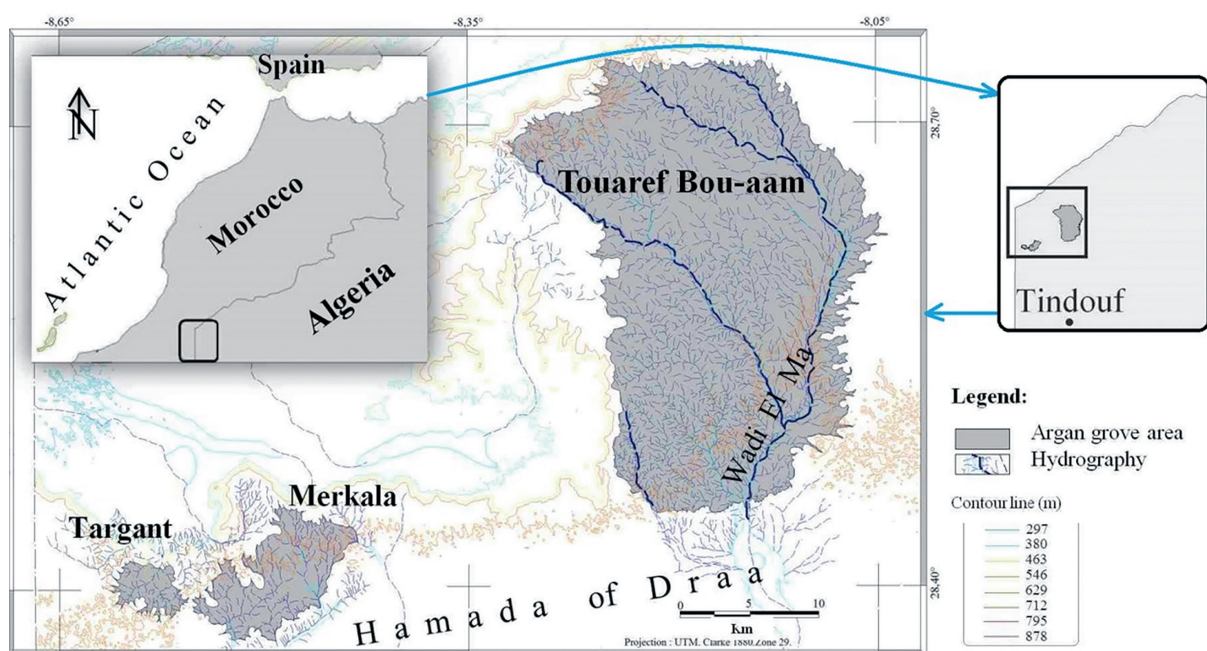 -8,65°
-8,35°
-8,05°
Spain
N
Atlantic Ocean
Morocco
Algeria
28,70°
Touaref Bou-aam
Tindouf
Wadi El Ma
Legend:
Argan grove area
Hydrography
Merkala
Targant
Contour line (m)
297
380
463
546
629
712
795
878
28,40°
Hamada of Draa
0 5 10
Km
Projection : UTM. Clarke 1880.Zone 29.